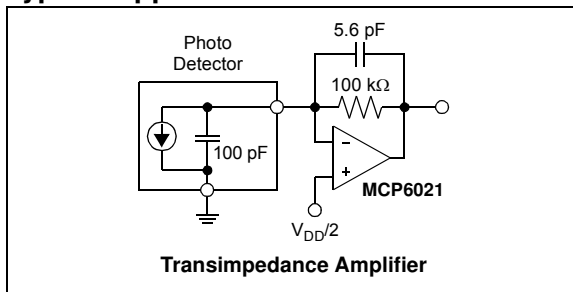 5.6 pF
Photo
Detector
100 kΩ
100 pF
–
+
MCP6021
V_DD/2
Transimpedance Amplifier